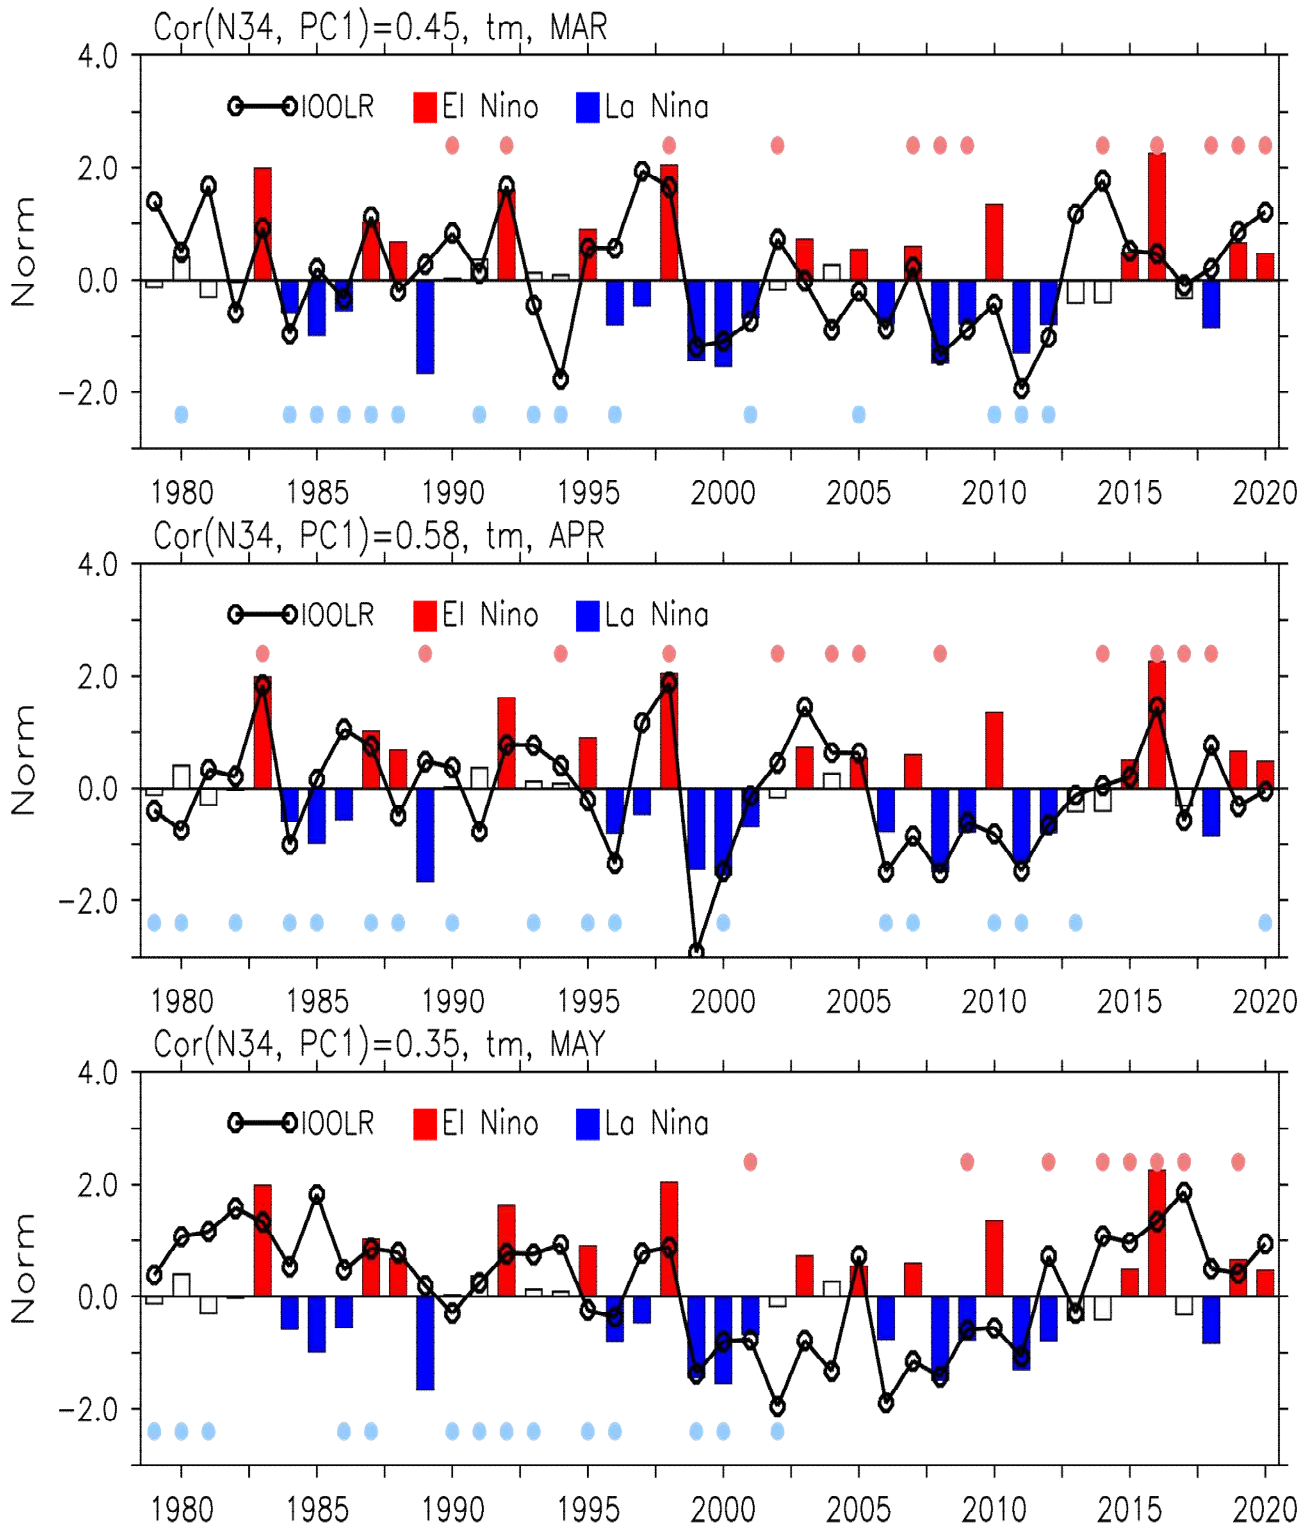 Cor(N34, PC1)=0.45, tm, MAR
4.0
IOOLR El Nino La Nina
2.0
0.0
Norm
-2.0
1980 1985 1990 1995 2000 2005 2010 2015 2020
Cor(N34, PC1)=0.58, tm, APR
4.0
IOOLR El Nino La Nina
2.0
0.0
Norm
-2.0
1980 1985 1990 1995 2000 2005 2010 2015 2020
Cor(N34, PC1)=0.35, tm, MAY
4.0
IOOLR El Nino La Nina
2.0
0.0
Norm
-2.0
1980 1985 1990 1995 2000 2005 2010 2015 2020